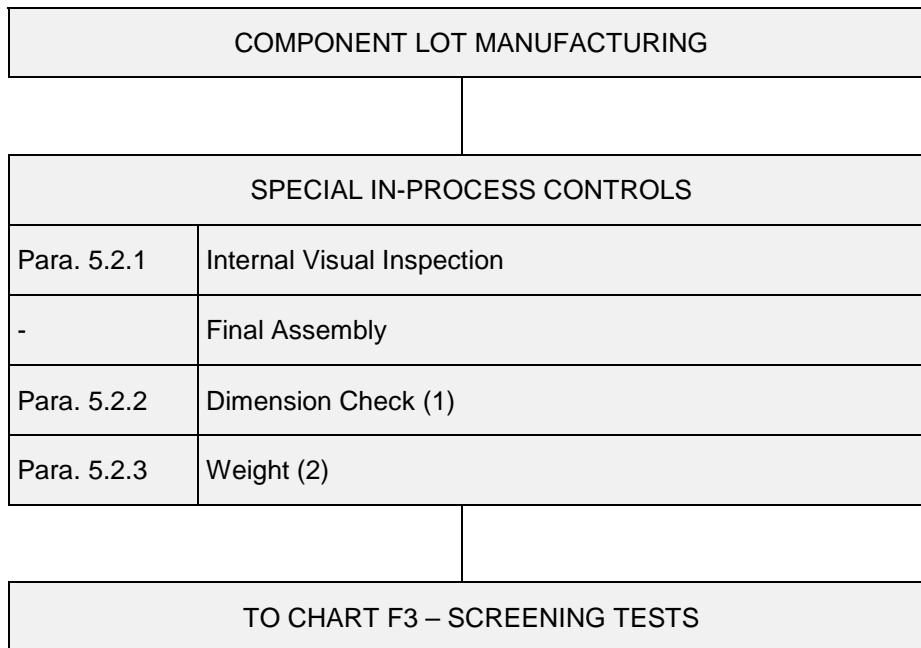 COMPONENT LOT MANUFACTURING
SPECIAL IN-PROCESS CONTROLS
Para. 5.2.1 Internal Visual Inspection
- Final Assembly
Para. 5.2.2 Dimension Check (1)
Para. 5.2.3 Weight (2)
TO CHART F3 – SCREENING TESTS